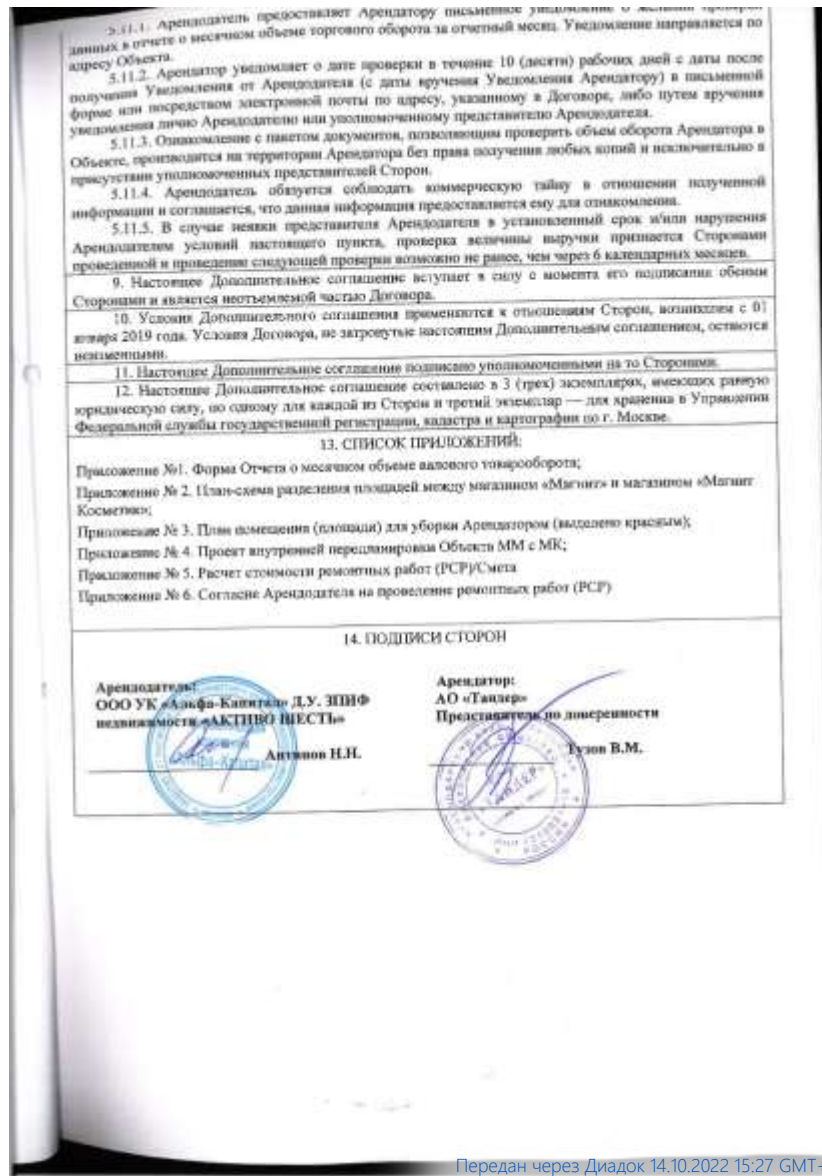 5.11.1. Арендодатель предоставляет Арендатору письменное уведомление о желании проверки
данных в отчете о месячном объеме торгового оборота за отчетный месяц. Уведомление направляется по
адресу Объекта.
5.11.2. Арендатор уведомляет о дате проверки в течение 10 (десяти) рабочих дней с даты после
получения Уведомления от Арендодателя (с даты вручения Уведомления Арендатору) в письменной
форме или посредством электронной почты по адресу, указанному в Договоре, либо путем вручения
уведомления лично Арендодателю или уполномоченному представителю Арендодателя.
5.11.3. Ознакомление с пакетом документов, позволяющим проверить объем оборота Арендатора в
Объекте, производится на территории Арендатора без права получения любых копий и исключительно в
присутствии уполномоченных представителей Сторон.
5.11.4. Арендодатель обязуется соблюдать коммерческую тайну в отношении полученной
информации и соглашается, что данная информация предоставляется ему для ознакомления.
5.11.5. В случае неявки представителя Арендодателя в установленный срок и/или нарушения
Арендодателем условий настоящего пункта, проверка величины выручки признается Сторонами
проведенной и проведение следующей проверки возможно не ранее, чем через 6 календарных месяцев.
9. Настоящее Дополнительное соглашение вступает в силу с момента его подписания обеими
Сторонами и является неотъемлемой частью Договора.
10. Условия Дополнительного соглашения применяются к отношениям Сторон, возникшим с 01
января 2019 года. Условия Договора, не затронутые настоящим Дополнительным соглашением, остаются
неизменными.
11. Настоящее Дополнительное соглашение подписано уполномоченными на то Сторонами.
12. Настоящее Дополнительное соглашение составлено в 3 (трех) экземплярах, имеющих равную
юридическую силу, по одному для каждой из Сторон и третий экземпляр — для хранения в Управлении
Федеральной службы государственной регистрации, кадастра и картографии по г. Москве.
13. СПИСОК ПРИЛОЖЕНИЙ:
Приложение №1. Форма Отчета о месячном объеме валового товарооборота;
Приложение № 2. План-схема разделения площадей между магазином «Магнит» и магазином «Магнит
Косметик»;
Приложение № 3. План помещения (площади) для уборки Арендатором (выделено красным);
Приложение № 4. Проект внутренней перепланировки Объекта ММ с МК;
Приложение № 5. Расчет стоимости ремонтных работ (РСР)/Смета
Приложение № 6. Согласие Арендодателя на проведение ремонтных работ (РСР)
14. ПОДПИСИ СТОРОН
Арендодатель:
ООО УК «Альфа-Капитал» Д.У. ЗПИФ
недвижимости «АКТИВО ШЕСТЬ»
Антипов Н.Н.
Арендатор:
АО «Тандер»
Представитель по доверенности
Тузов В.М.
Передан через Диадок 14.10.2022 15:27 GMT